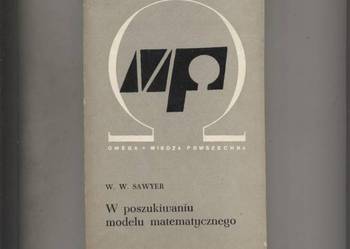 OMEGA • WIEDZA POWSZECHNA
W. W. SAWYER
W poszukiwaniu
modelu matematycznego